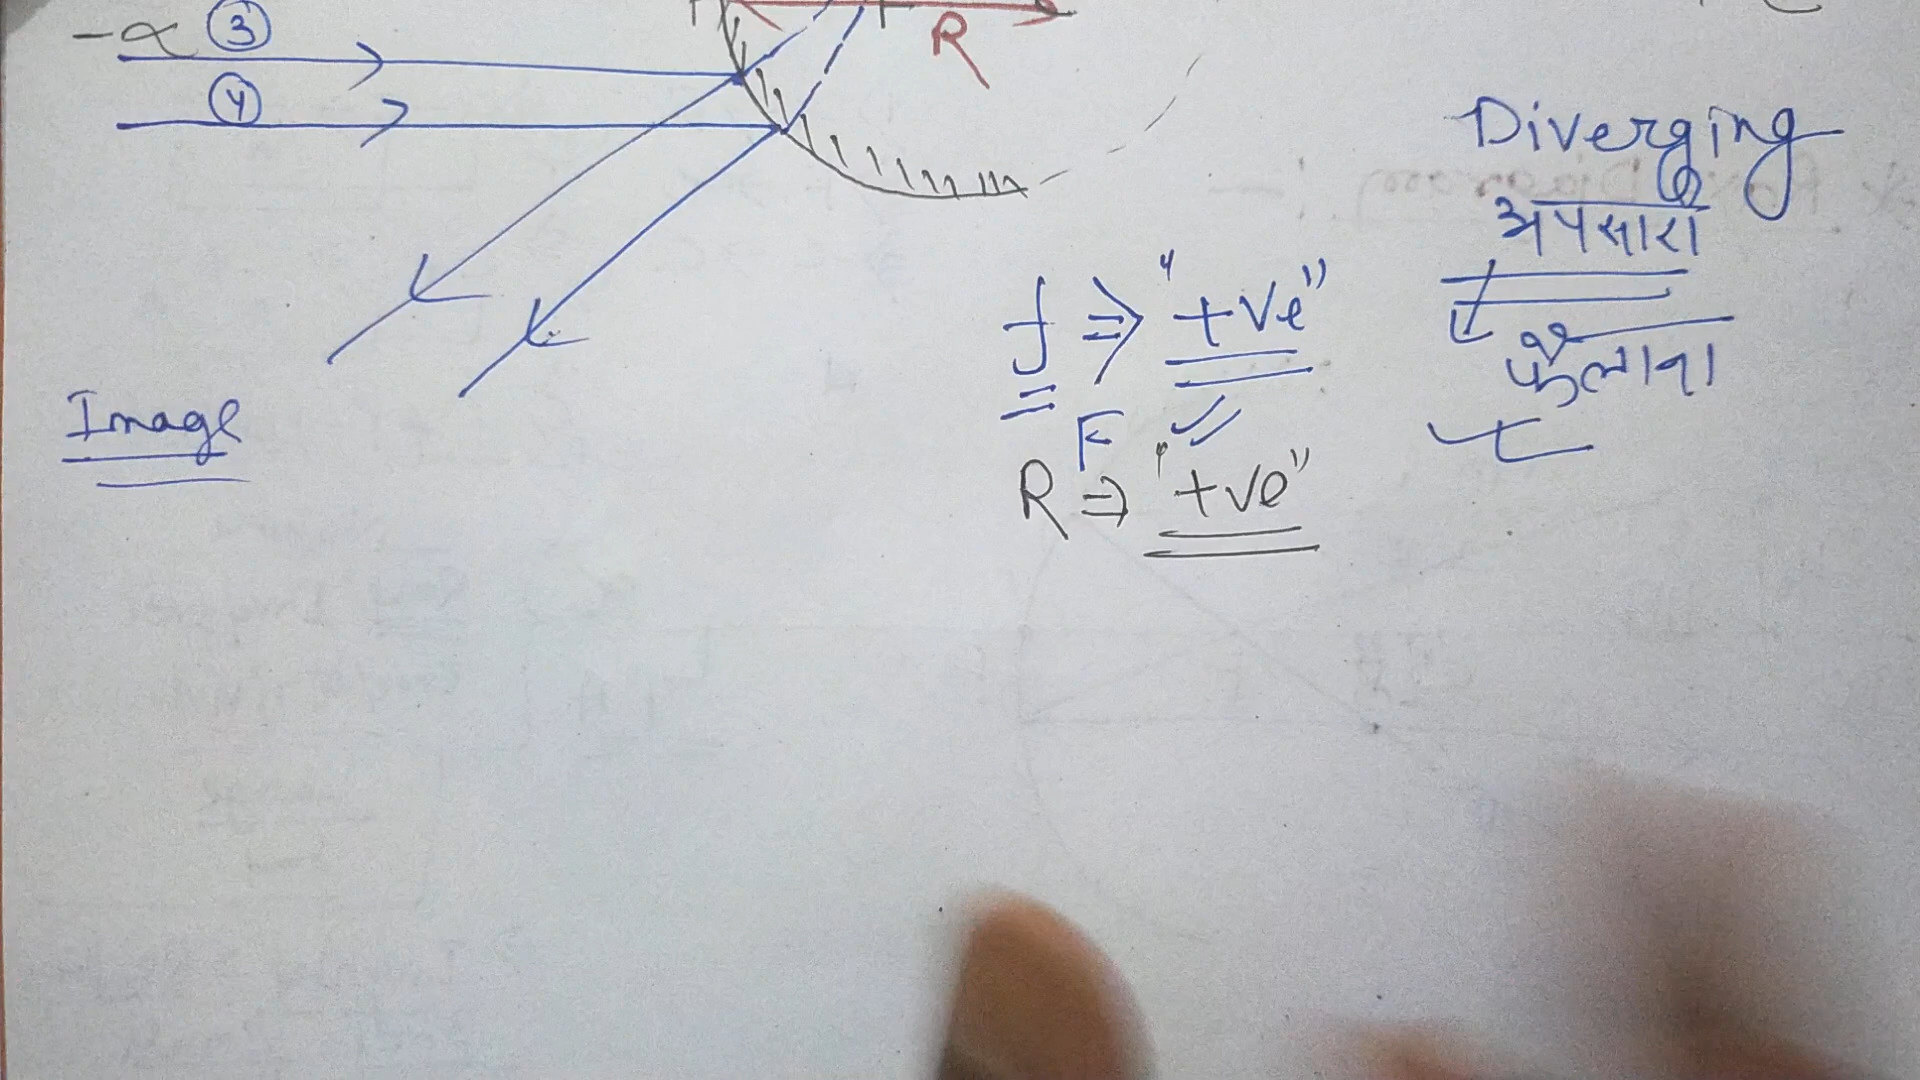 -∝ ③
④
R
Diverging
अपसारी
फैलाना
f ⇒ "+ve"
F
R ⇒ "+ve"
Image